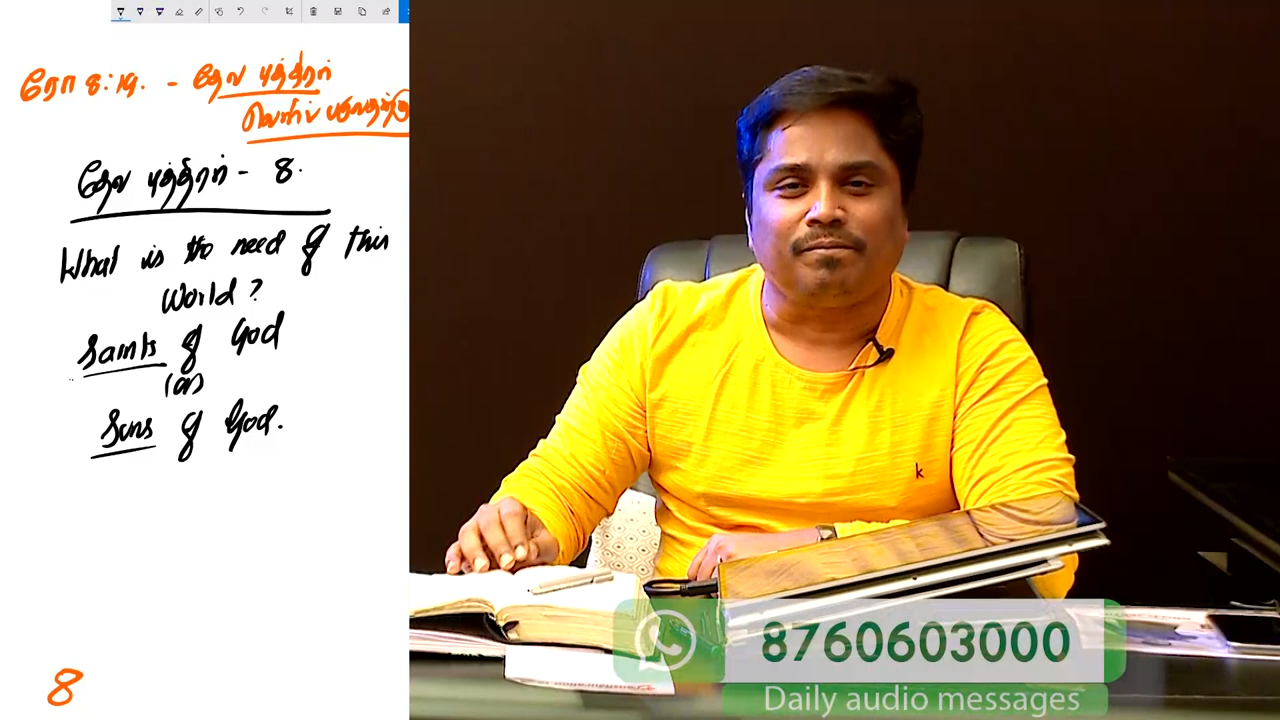 ரோ 8:19. - தேவ புத்திரர்
வெளிப்படுவதற்கு
தேவ புத்திரர் - 8.
What is the need of this
World?
Saints of God
(or)
Sons of God.
8
k
8760603000
Daily audio messages